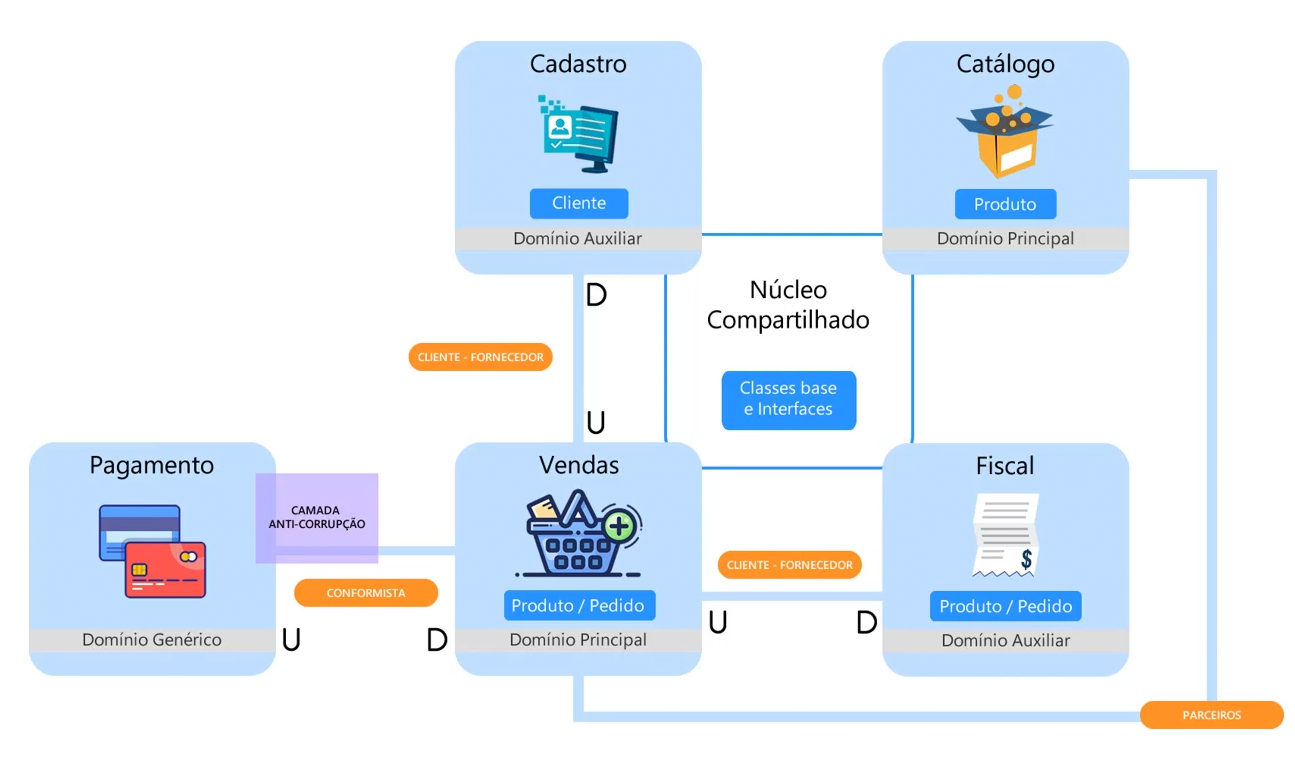 Cadastro
Cliente
Domínio Auxiliar
Catálogo
Produto
Domínio Principal
Núcleo
Compartilhado
Classes base
e Interfaces
D
CLIENTE - FORNECEDOR
U
Pagamento
Domínio Genérico
CAMADA
ANTI-CORRUPÇÃO
CONFORMISTA
U
D
Vendas
Produto / Pedido
Domínio Principal
CLIENTE - FORNECEDOR
U
D
Fiscal
$
Produto / Pedido
Domínio Auxiliar
PARCEIROS